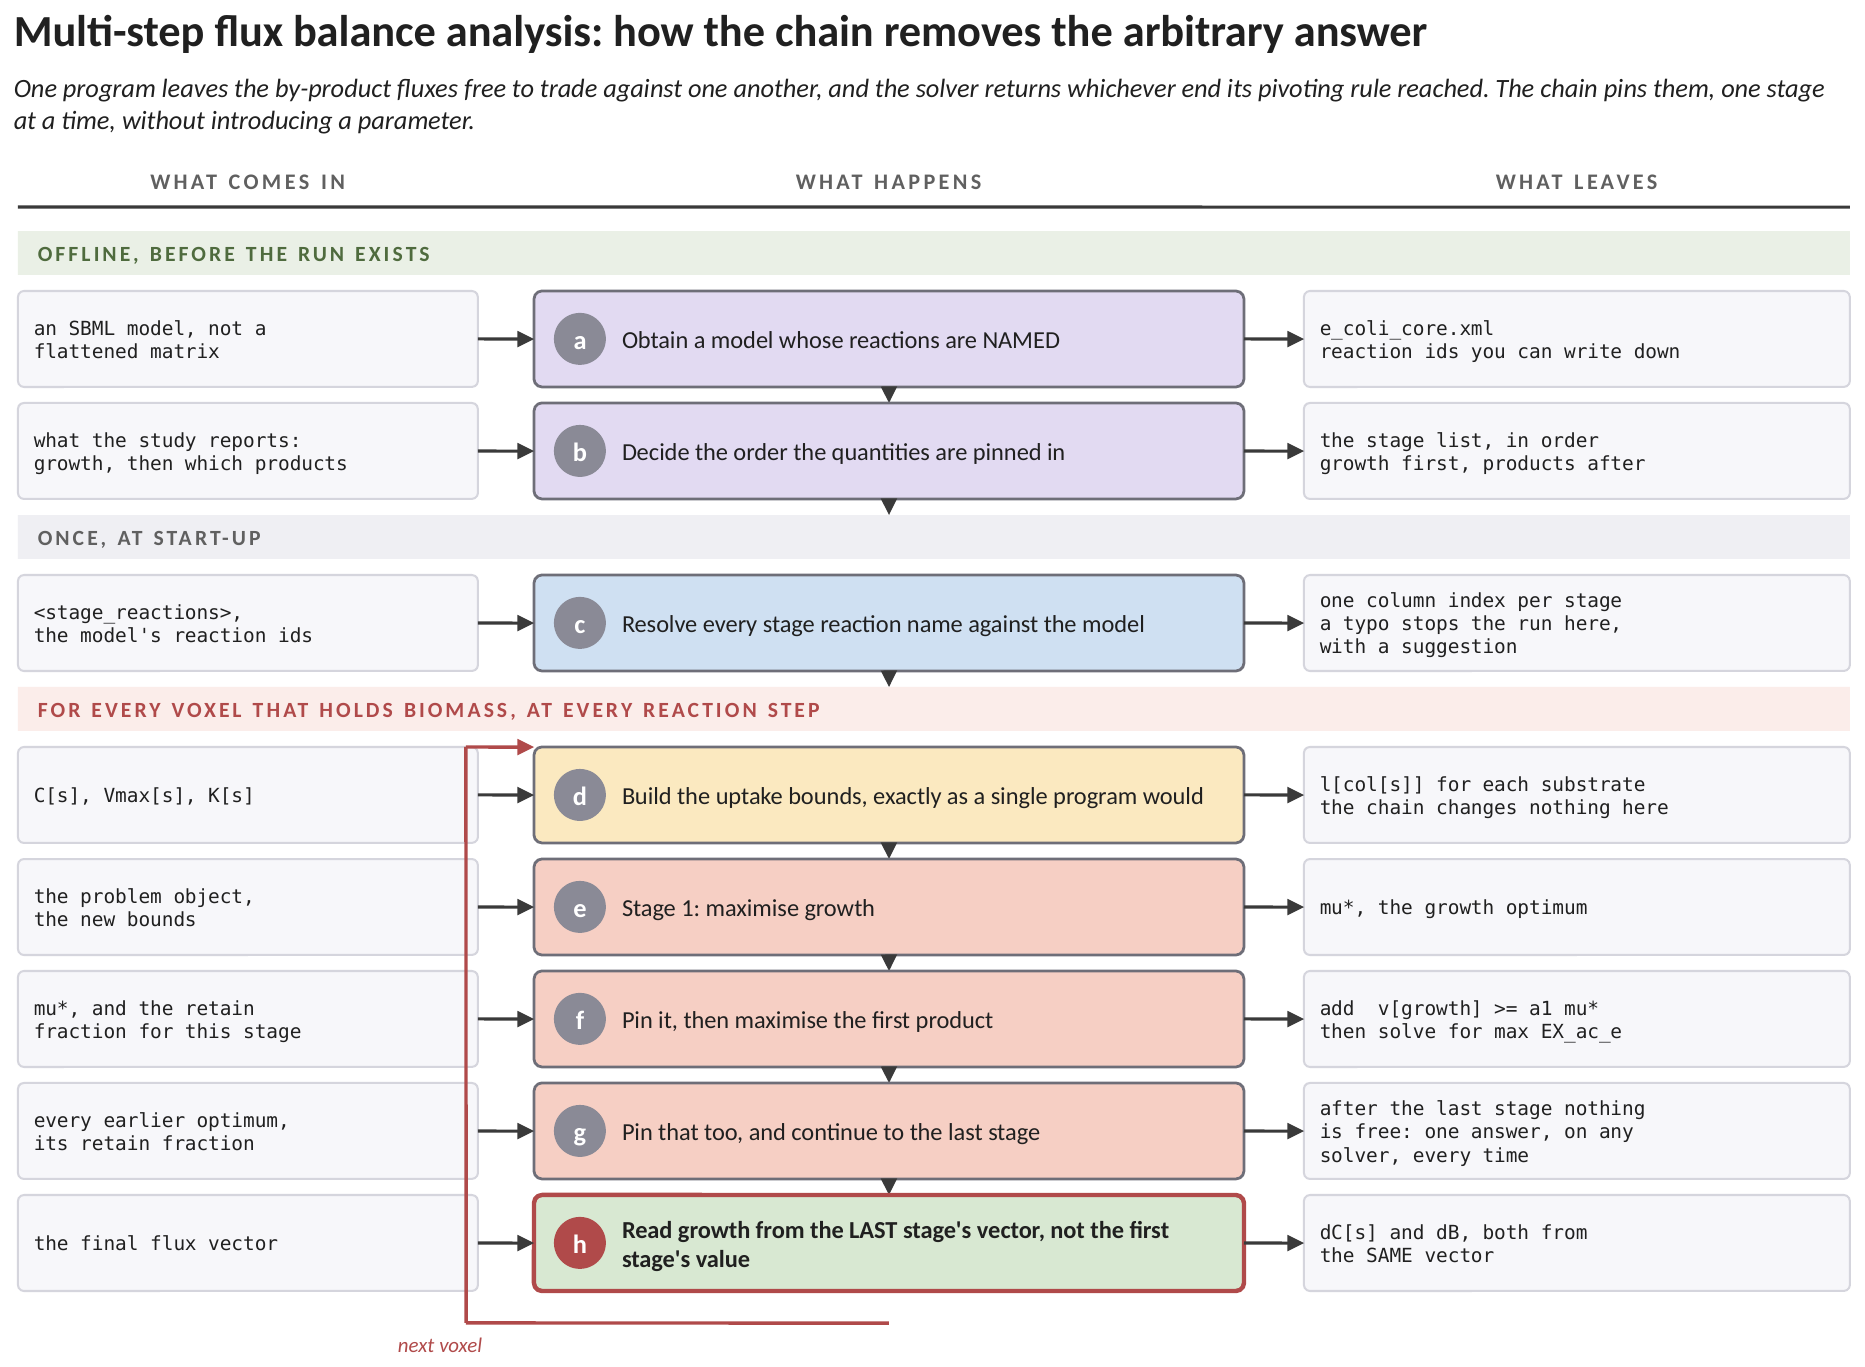 Multi-step flux balance analysis: how the chain removes the arbitrary answer
One program leaves the by-product fluxes free to trade against one another, and the solver returns whichever end its pivoting rule reached. The chain pins them, one stage
at a time, without introducing a parameter.
WHAT COMES IN
WHAT HAPPENS
WHAT LEAVES
OFFLINE, BEFORE THE RUN EXISTS
an SBML model, not a
flattened matrix
a
Obtain a model whose reactions are NAMED
e_coli_core.xml
reaction ids you can write down
what the study reports:
growth, then which products
b
Decide the order the quantities are pinned in
the stage list, in order
growth first, products after
ONCE, AT START-UP
<stage_reactions>,
the model's reaction ids
c
Resolve every stage reaction name against the model
one column index per stage
a typo stops the run here,
with a suggestion
FOR EVERY VOXEL THAT HOLDS BIOMASS, AT EVERY REACTION STEP
C[s], Vmax[s], K[s]
d
Build the uptake bounds, exactly as a single program would
l[col[s]] for each substrate
the chain changes nothing here
the problem object,
the new bounds
e
Stage 1: maximise growth
mu*, the growth optimum
mu*, and the retain
fraction for this stage
f
Pin it, then maximise the first product
add  v[growth] >= a1 mu*
then solve for max EX_ac_e
every earlier optimum,
its retain fraction
g
Pin that too, and continue to the last stage
after the last stage nothing
is free: one answer, on any
solver, every time
the final flux vector
h
Read growth from the LAST stage's vector, not the first
stage's value
dC[s] and dB, both from
the SAME vector
next voxel